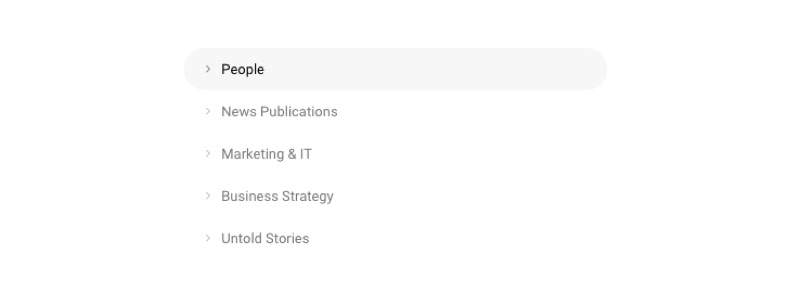 People
News Publications
Marketing & IT
Business Strategy
Untold Stories